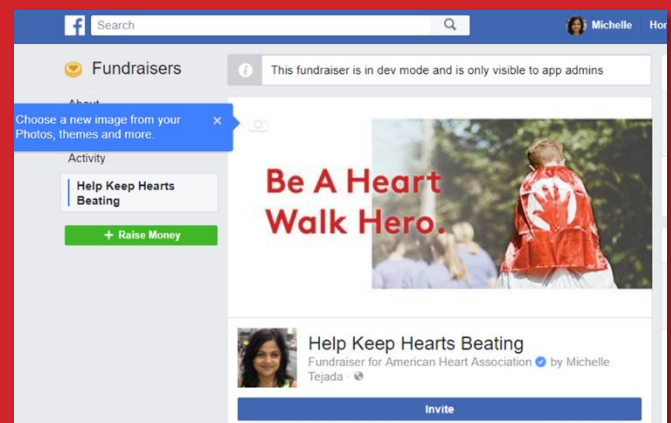 f Search
Michelle Hor
Fundraisers
This fundraiser is in dev mode and is only visible to app admins
About
Choose a new image from your
Photos, themes and more.
Activity
Help Keep Hearts
Beating
+ Raise Money
Be A Heart
Walk Hero.
Help Keep Hearts Beating
Fundraiser for American Heart Association by Michelle
Tejada
Invite